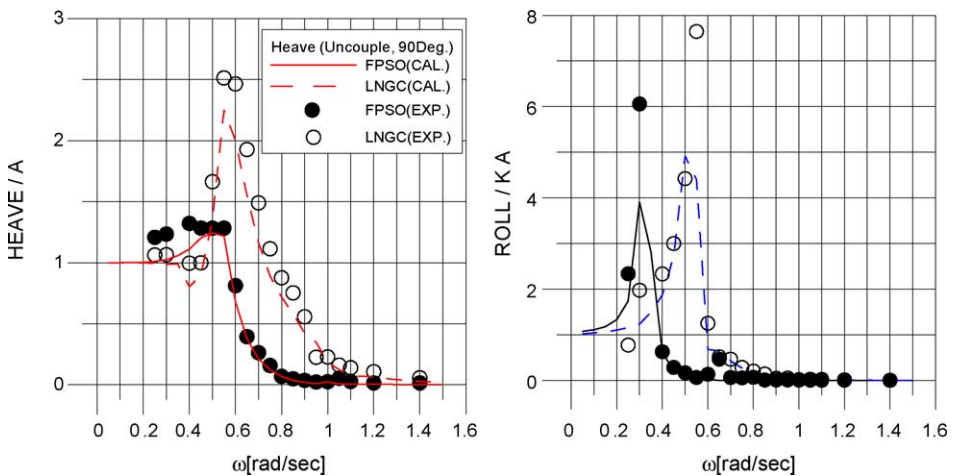 3
2
1
0
HEAVE / A
Heave (Uncouple, 90Deg.)
FPSO(CAL.)
LNGC(CAL.)
FPSO(EXP.)
LNGC(EXP.)
0 0.2 0.4 0.6 0.8 1 1.2 1.4 1.6
ω[rad/sec]
8
6
4
2
0
ROLL / K A
0 0.2 0.4 0.6 0.8 1 1.2 1.4 1.6
ω[rad/sec]